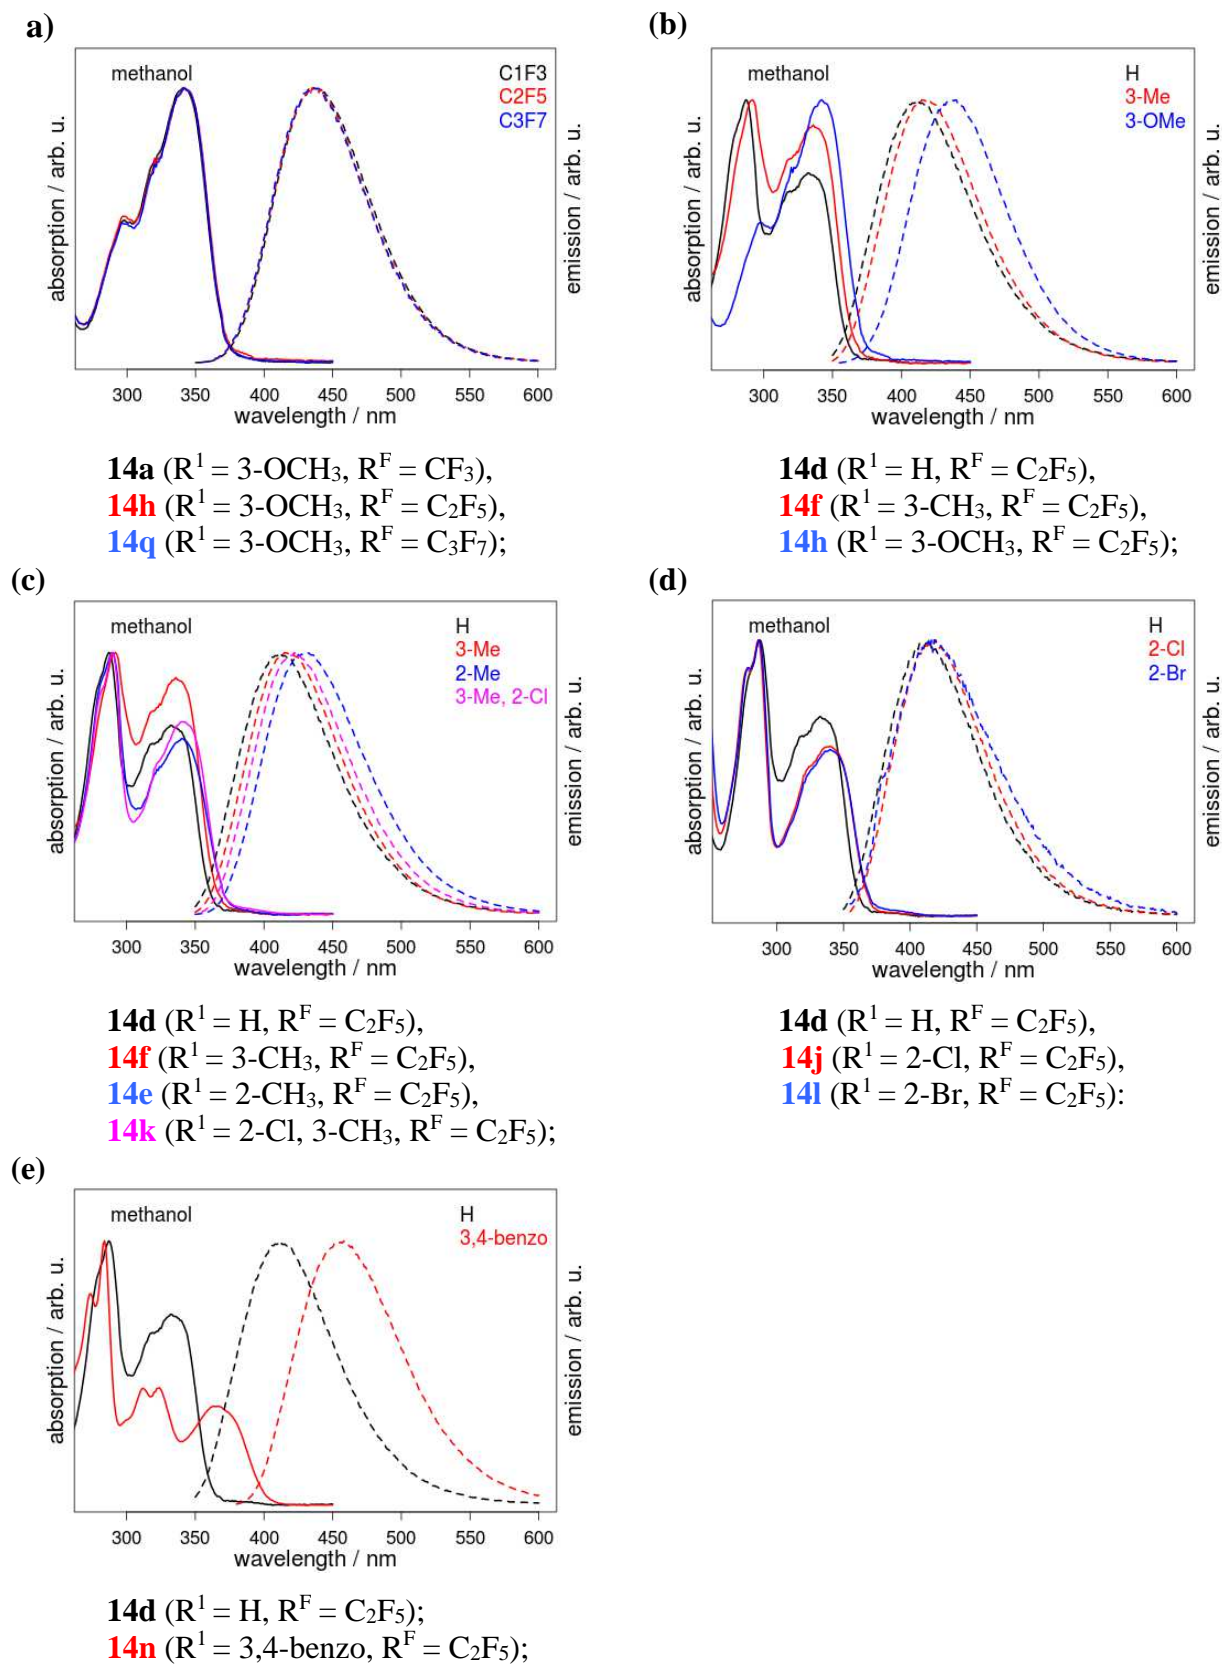 a)
methanol
C1F3
C2F5
C3F7
absorption / arb. u.
emission / arb. u.
300 350 400 450 500 550 600
wavelength / nm
14a (R¹ = 3-OCH₃, Rᶠ = CF₃),
14h (R¹ = 3-OCH₃, Rᶠ = C₂F₅),
14q (R¹ = 3-OCH₃, Rᶠ = C₃F₇);
(b)
methanol
H
3-Me
3-OMe
absorption / arb. u.
emission / arb. u.
300 350 400 450 500 550 600
wavelength / nm
14d (R¹ = H, Rᶠ = C₂F₅),
14f (R¹ = 3-CH₃, Rᶠ = C₂F₅),
14h (R¹ = 3-OCH₃, Rᶠ = C₂F₅);
(c)
methanol
H
3-Me
2-Me
3-Me, 2-Cl
absorption / arb. u.
emission / arb. u.
300 350 400 450 500 550 600
wavelength / nm
14d (R¹ = H, Rᶠ = C₂F₅),
14f (R¹ = 3-CH₃, Rᶠ = C₂F₅),
14e (R¹ = 2-CH₃, Rᶠ = C₂F₅),
14k (R¹ = 2-Cl, 3-CH₃, Rᶠ = C₂F₅);
(d)
methanol
H
2-Cl
2-Br
absorption / arb. u.
emission / arb. u.
300 350 400 450 500 550 600
wavelength / nm
14d (R¹ = H, Rᶠ = C₂F₅),
14j (R¹ = 2-Cl, Rᶠ = C₂F₅),
14l (R¹ = 2-Br, Rᶠ = C₂F₅):
(e)
methanol
H
3,4-benzo
absorption / arb. u.
emission / arb. u.
300 350 400 450 500 550 600
wavelength / nm
14d (R¹ = H, Rᶠ = C₂F₅);
14n (R¹ = 3,4-benzo, Rᶠ = C₂F₅);